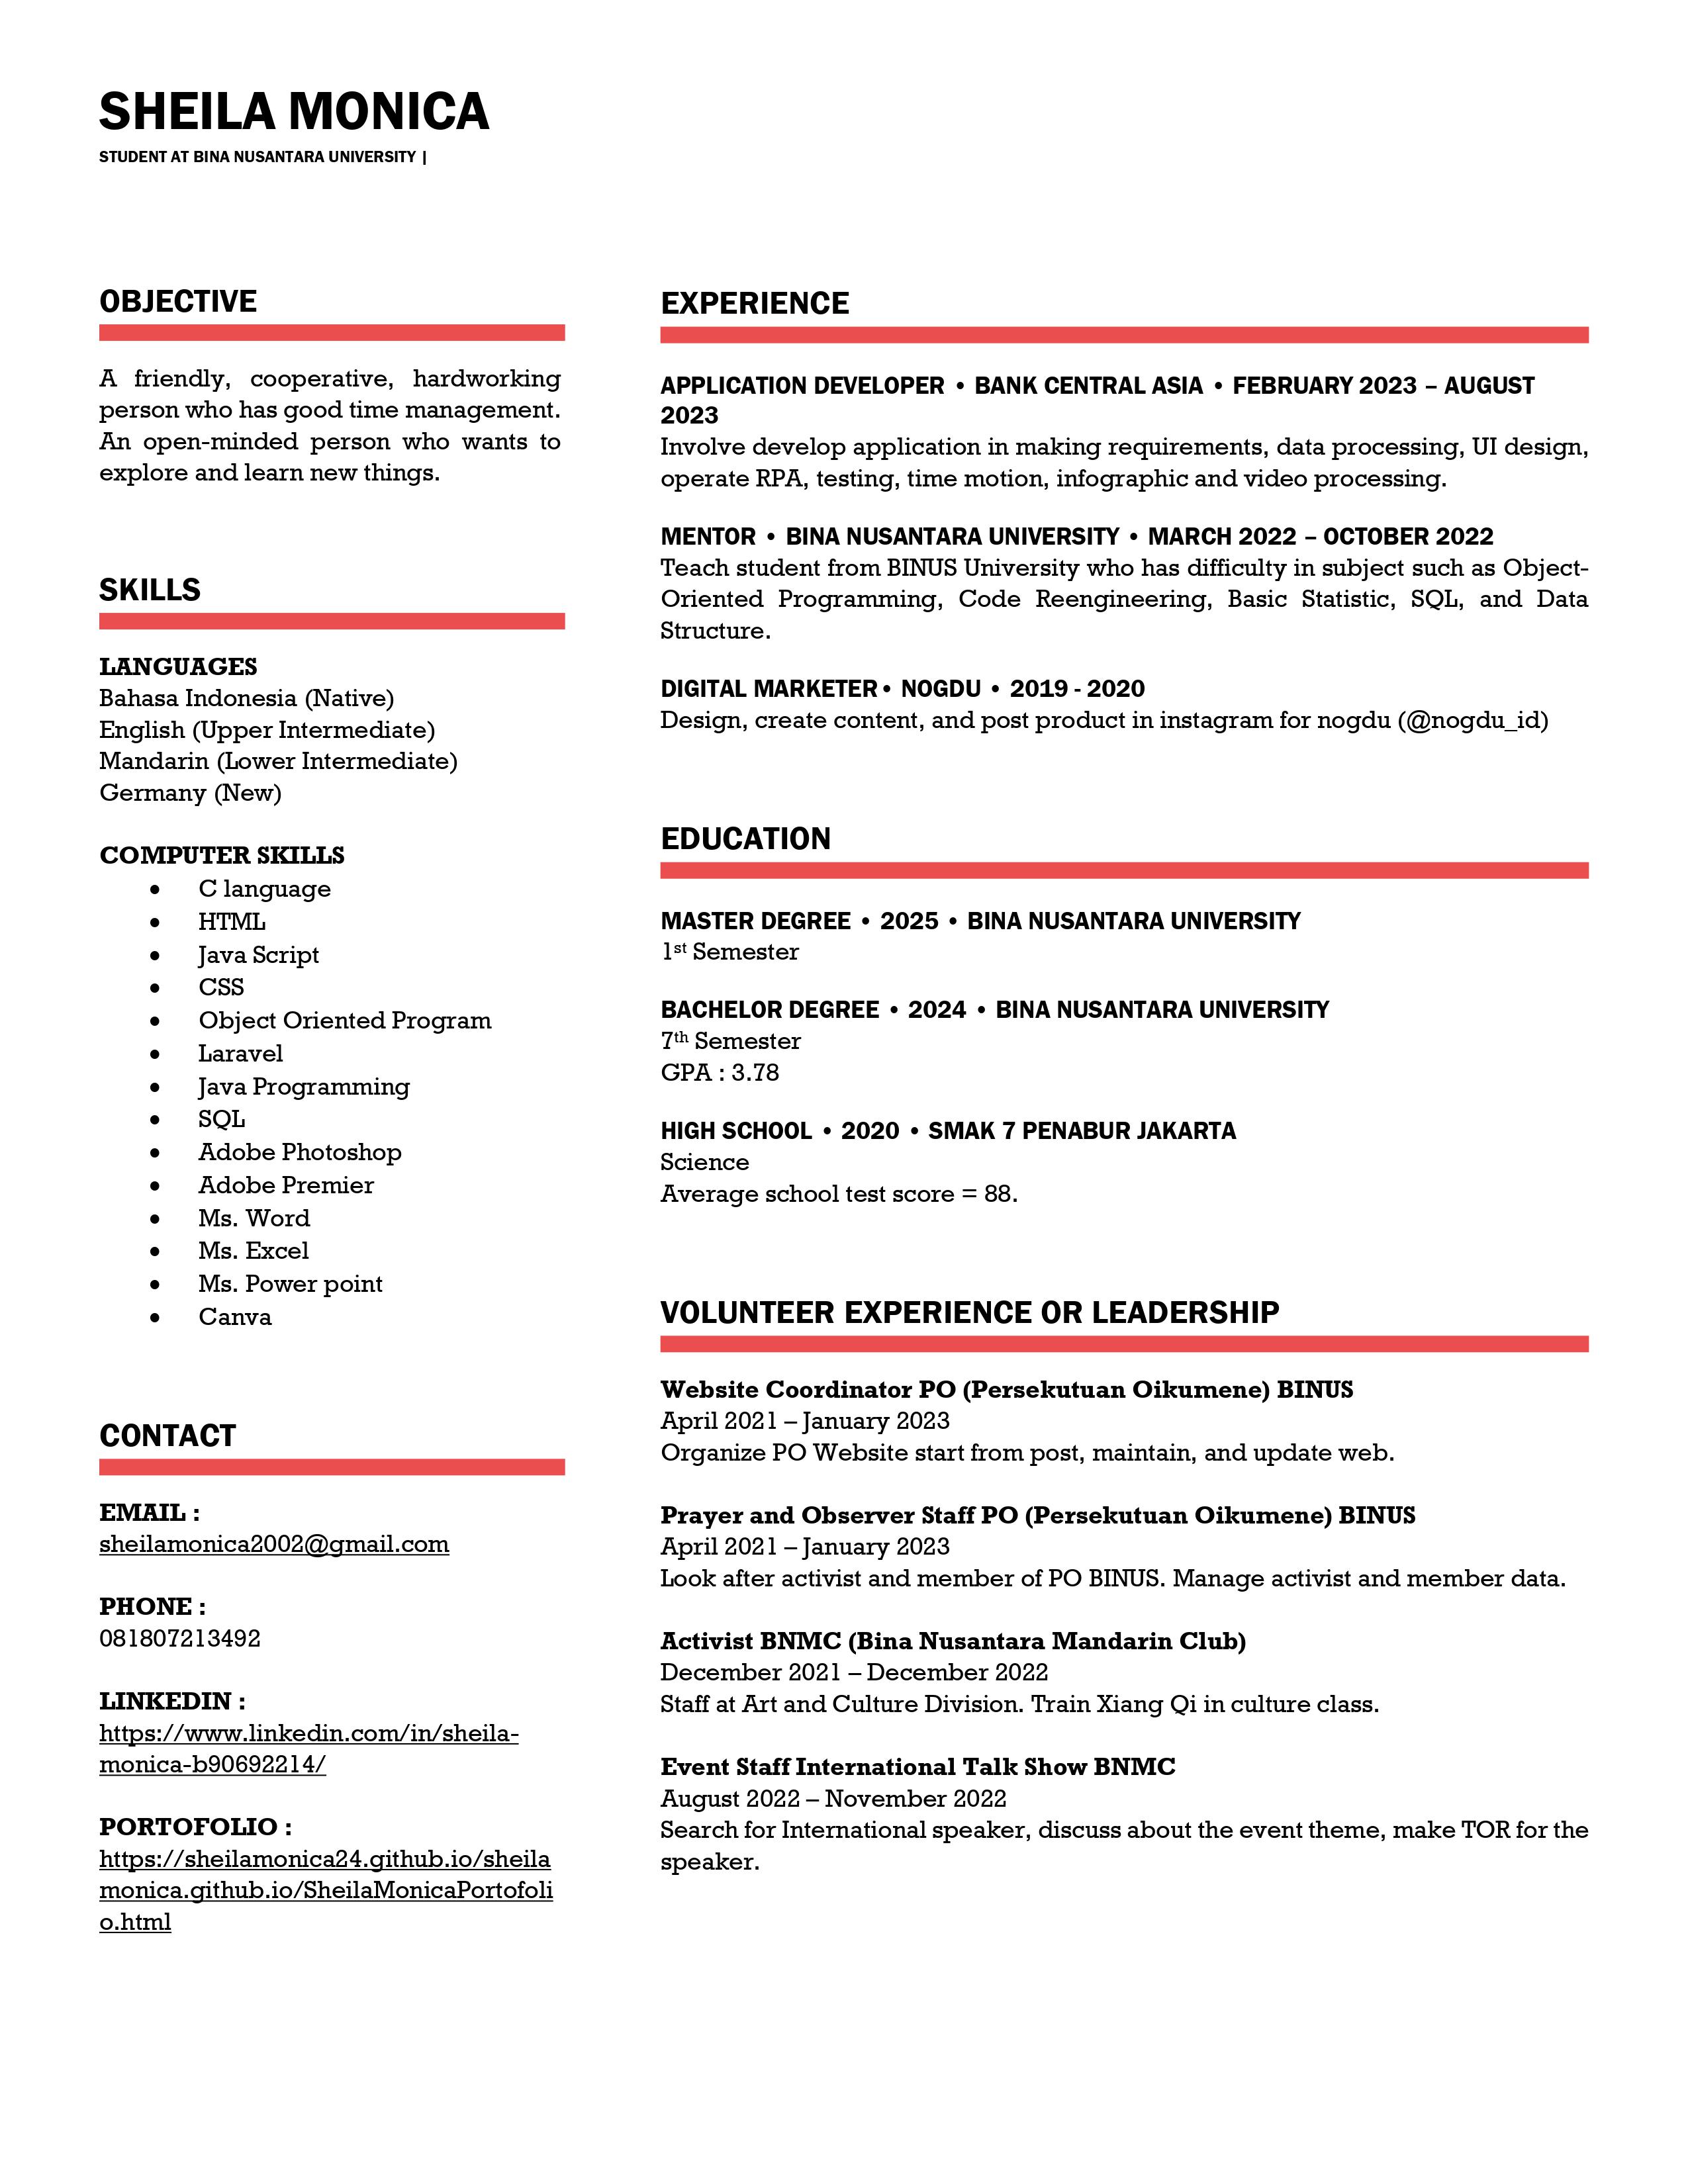 SHEILA MONICA
STUDENT AT BINA NUSANTARA UNIVERSITY |
OBJECTIVE
A friendly, cooperative, hardworking
person who has good time management.
An open-minded person who wants to
explore and learn new things.
SKILLS
LANGUAGES
Bahasa Indonesia (Native)
English (Upper Intermediate)
Mandarin (Lower Intermediate)
Germany (New)
COMPUTER SKILLS
• C language
• HTML
• Java Script
• CSS
• Object Oriented Program
• Laravel
• Java Programming
• SQL
• Adobe Photoshop
• Adobe Premier
• Ms. Word
• Ms. Excel
• Ms. Power point
• Canva
CONTACT
EMAIL :
sheilamonica2002@gmail.com
PHONE :
081807213492
LINKEDIN :
https://www.linkedin.com/in/sheila-
monica-b90692214/
PORTOFOLIO :
https://sheilamonica24.github.io/sheila
monica.github.io/SheilaMonicaPortofoli
o.html
EXPERIENCE
APPLICATION DEVELOPER • BANK CENTRAL ASIA • FEBRUARY 2023 – AUGUST
2023
Involve develop application in making requirements, data processing, UI design,
operate RPA, testing, time motion, infographic and video processing.
MENTOR • BINA NUSANTARA UNIVERSITY • MARCH 2022 – OCTOBER 2022
Teach student from BINUS University who has difficulty in subject such as Object-
Oriented Programming, Code Reengineering, Basic Statistic, SQL, and Data
Structure.
DIGITAL MARKETER• NOGDU • 2019 - 2020
Design, create content, and post product in instagram for nogdu (@nogdu_id)
EDUCATION
MASTER DEGREE • 2025 • BINA NUSANTARA UNIVERSITY
1st Semester
BACHELOR DEGREE • 2024 • BINA NUSANTARA UNIVERSITY
7th Semester
GPA : 3.78
HIGH SCHOOL • 2020 • SMAK 7 PENABUR JAKARTA
Science
Average school test score = 88.
VOLUNTEER EXPERIENCE OR LEADERSHIP
Website Coordinator PO (Persekutuan Oikumene) BINUS
April 2021 – January 2023
Organize PO Website start from post, maintain, and update web.
Prayer and Observer Staff PO (Persekutuan Oikumene) BINUS
April 2021 – January 2023
Look after activist and member of PO BINUS. Manage activist and member data.
Activist BNMC (Bina Nusantara Mandarin Club)
December 2021 – December 2022
Staff at Art and Culture Division. Train Xiang Qi in culture class.
Event Staff International Talk Show BNMC
August 2022 – November 2022
Search for International speaker, discuss about the event theme, make TOR for the
speaker.